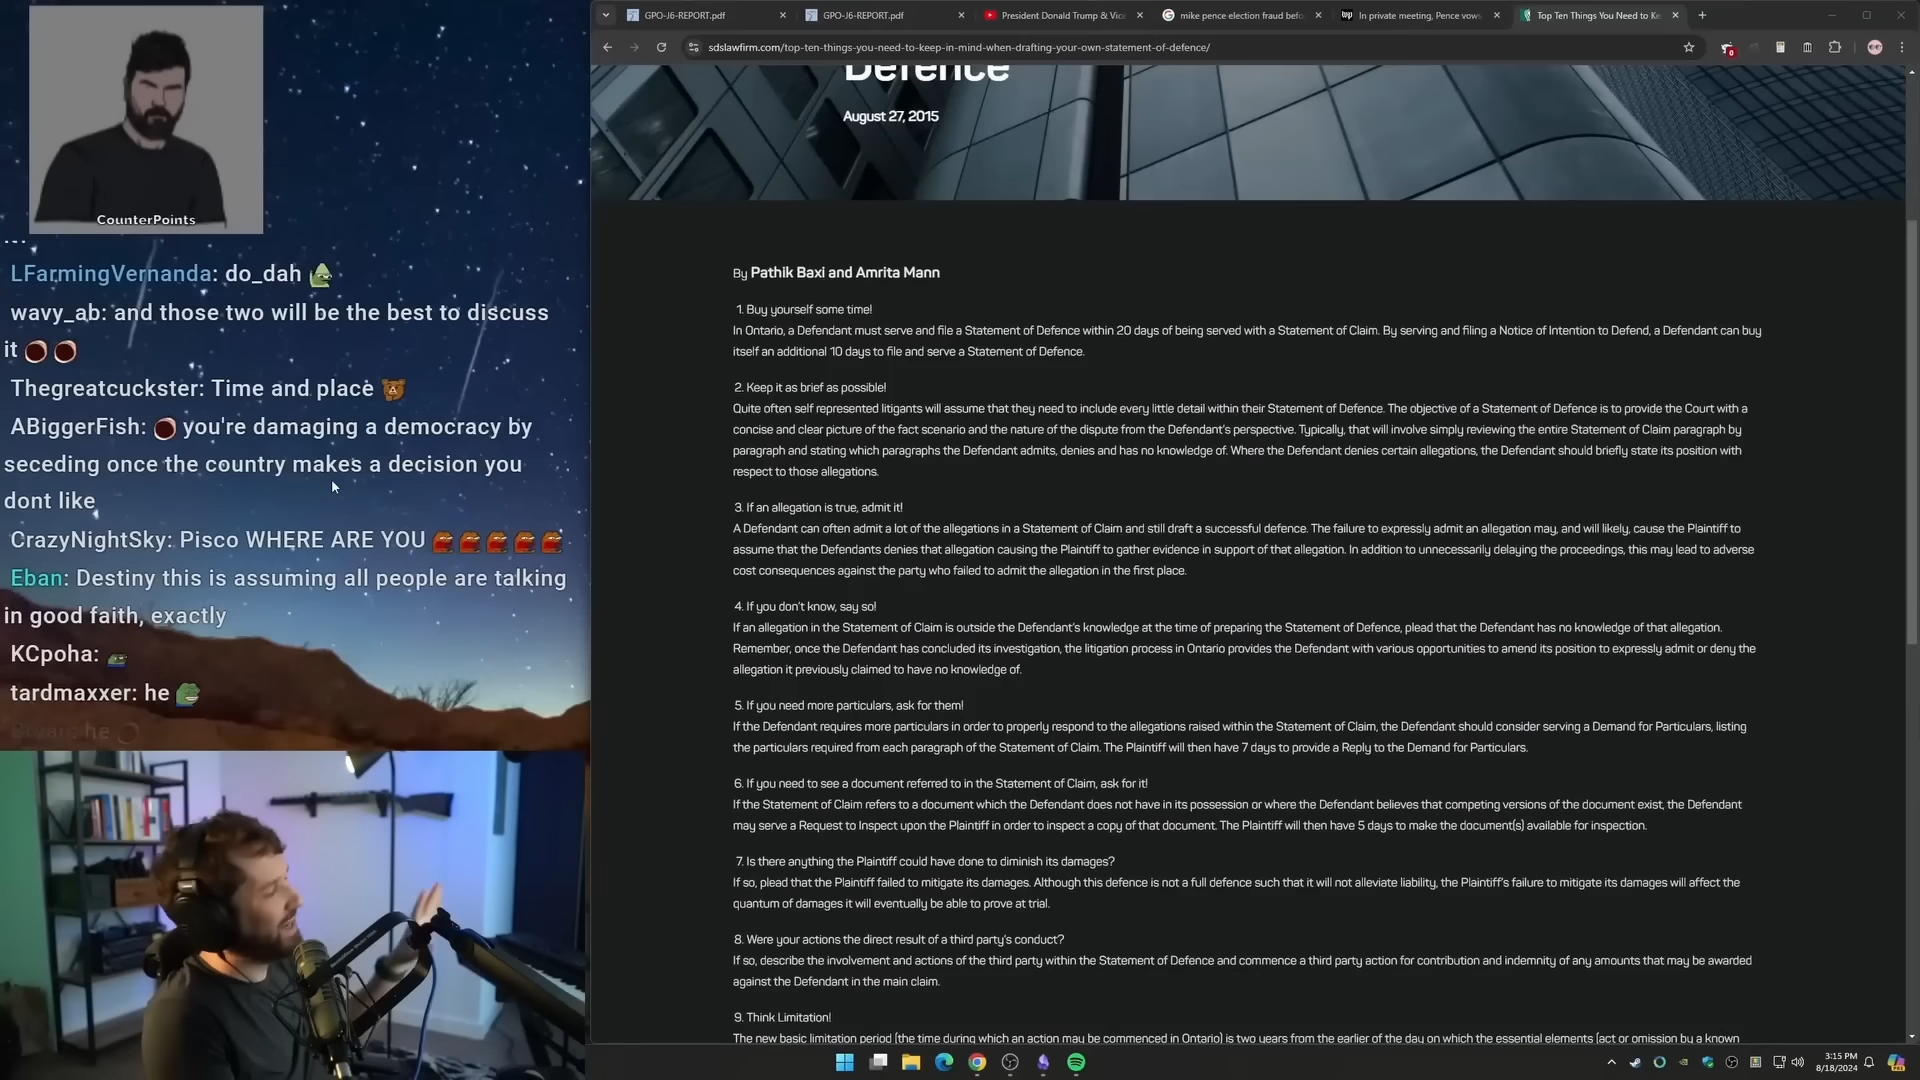 CounterPoints
LFarmingVernanda: do_dah
wavy_ab: and those two will be the best to discuss
it
Thegreatcuckster: Time and place
ABiggerFish: you're damaging a democracy by
seceding once the country makes a decision you
dont like
CrazyNightSky: Pisco WHERE ARE YOU
Eban: Destiny this is assuming all people are talking
in good faith, exactly
KCpoha:
tardmaxxer: he
GPO-J6-REPORT.pdf
GPO-J6-REPORT.pdf
President Donald Trump & Vice
mike pence election fraud befo
In private meeting, Pence vows
Top Ten Things You Need to Ke
sdslawfirm.com/top-ten-things-you-need-to-keep-in-mind-when-drafting-your-own-statement-of-defence/
Defence
August 27, 2015
By Pathik Baxi and Amrita Mann
1. Buy yourself some time!
In Ontario, a Defendant must serve and file a Statement of Defence within 20 days of being served with a Statement of Claim. By serving and filing a Notice of Intention to Defend, a Defendant can buy
itself an additional 10 days to file and serve a Statement of Defence.
2. Keep it as brief as possible!
Quite often self represented litigants will assume that they need to include every little detail within their Statement of Defence. The objective of a Statement of Defence is to provide the Court with a
concise and clear picture of the fact scenario and the nature of the dispute from the Defendant's perspective. Typically, that will involve simply reviewing the entire Statement of Claim paragraph by
paragraph and stating which paragraphs the Defendant admits, denies and has no knowledge of. Where the Defendant denies certain allegations, the Defendant should briefly state its position with
respect to those allegations.
3. If an allegation is true, admit it!
A Defendant can often admit a lot of the allegations in a Statement of Claim and still draft a successful defence. The failure to expressly admit an allegation may, and will likely, cause the Plaintiff to
assume that the Defendants denies that allegation causing the Plaintiff to gather evidence in support of that allegation. In addition to unnecessarily delaying the proceedings, this may lead to adverse
cost consequences against the party who failed to admit the allegation in the first place.
4. If you don't know, say so!
If an allegation in the Statement of Claim is outside the Defendant's knowledge at the time of preparing the Statement of Defence, plead that the Defendant has no knowledge of that allegation.
Remember, once the Defendant has concluded its investigation, the litigation process in Ontario provides the Defendant with various opportunities to amend its position to expressly admit or deny the
allegation it previously claimed to have no knowledge of.
5. If you need more particulars, ask for them!
If the Defendant requires more particulars in order to properly respond to the allegations raised within the Statement of Claim, the Defendant should consider serving a Demand for Particulars, listing
the particulars required from each paragraph of the Statement of Claim. The Plaintiff will then have 7 days to provide a Reply to the Demand for Particulars.
6. If you need to see a document referred to in the Statement of Claim, ask for it!
If the Statement of Claim refers to a document which the Defendant does not have in its possession or where the Defendant believes that competing versions of the document exist, the Defendant
may serve a Request to Inspect upon the Plaintiff in order to inspect a copy of that document. The Plaintiff will then have 5 days to make the document(s) available for inspection.
7. Is there anything the Plaintiff could have done to diminish its damages?
If so, plead that the Plaintiff failed to mitigate its damages. Although this defence is not a full defence such that it will not alleviate liability, the Plaintiff's failure to mitigate its damages will affect the
quantum of damages it will eventually be able to prove at trial.
8. Were your actions the direct result of a third party's conduct?
If so, describe the involvement and actions of the third party within the Statement of Defence and commence a third party action for contribution and indemnity of any amounts that may be awarded
against the Defendant in the main claim.
9. Think Limitation!
The new basic limitation period (the time during which an action may be commenced in Ontario) is two years from the earlier of the day on which the essential elements (act or omission by a known
3:15 PM
8/18/2024